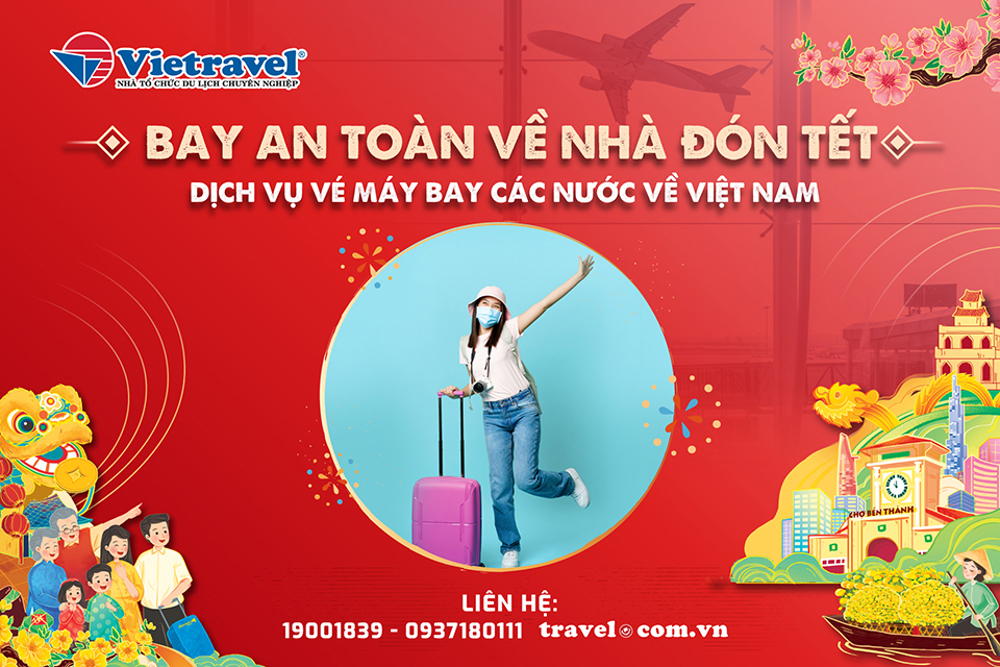 Vietravel®
NHÀ TỔ CHỨC DU LỊCH CHUYÊN NGHIỆP
BAY AN TOÀN VỀ NHÀ ĐÓN TẾT
DỊCH VỤ VÉ MÁY BAY CÁC NƯỚC VỀ VIỆT NAM
CHỢ BẾN THÀNH
LIÊN HỆ:
19001839 - 0937180111 travel.com.vn